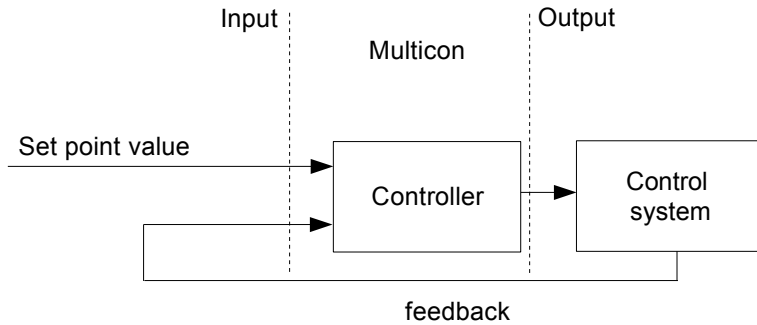 Input
Output
Multicon
Set point value
Controller
Control
system
feedback